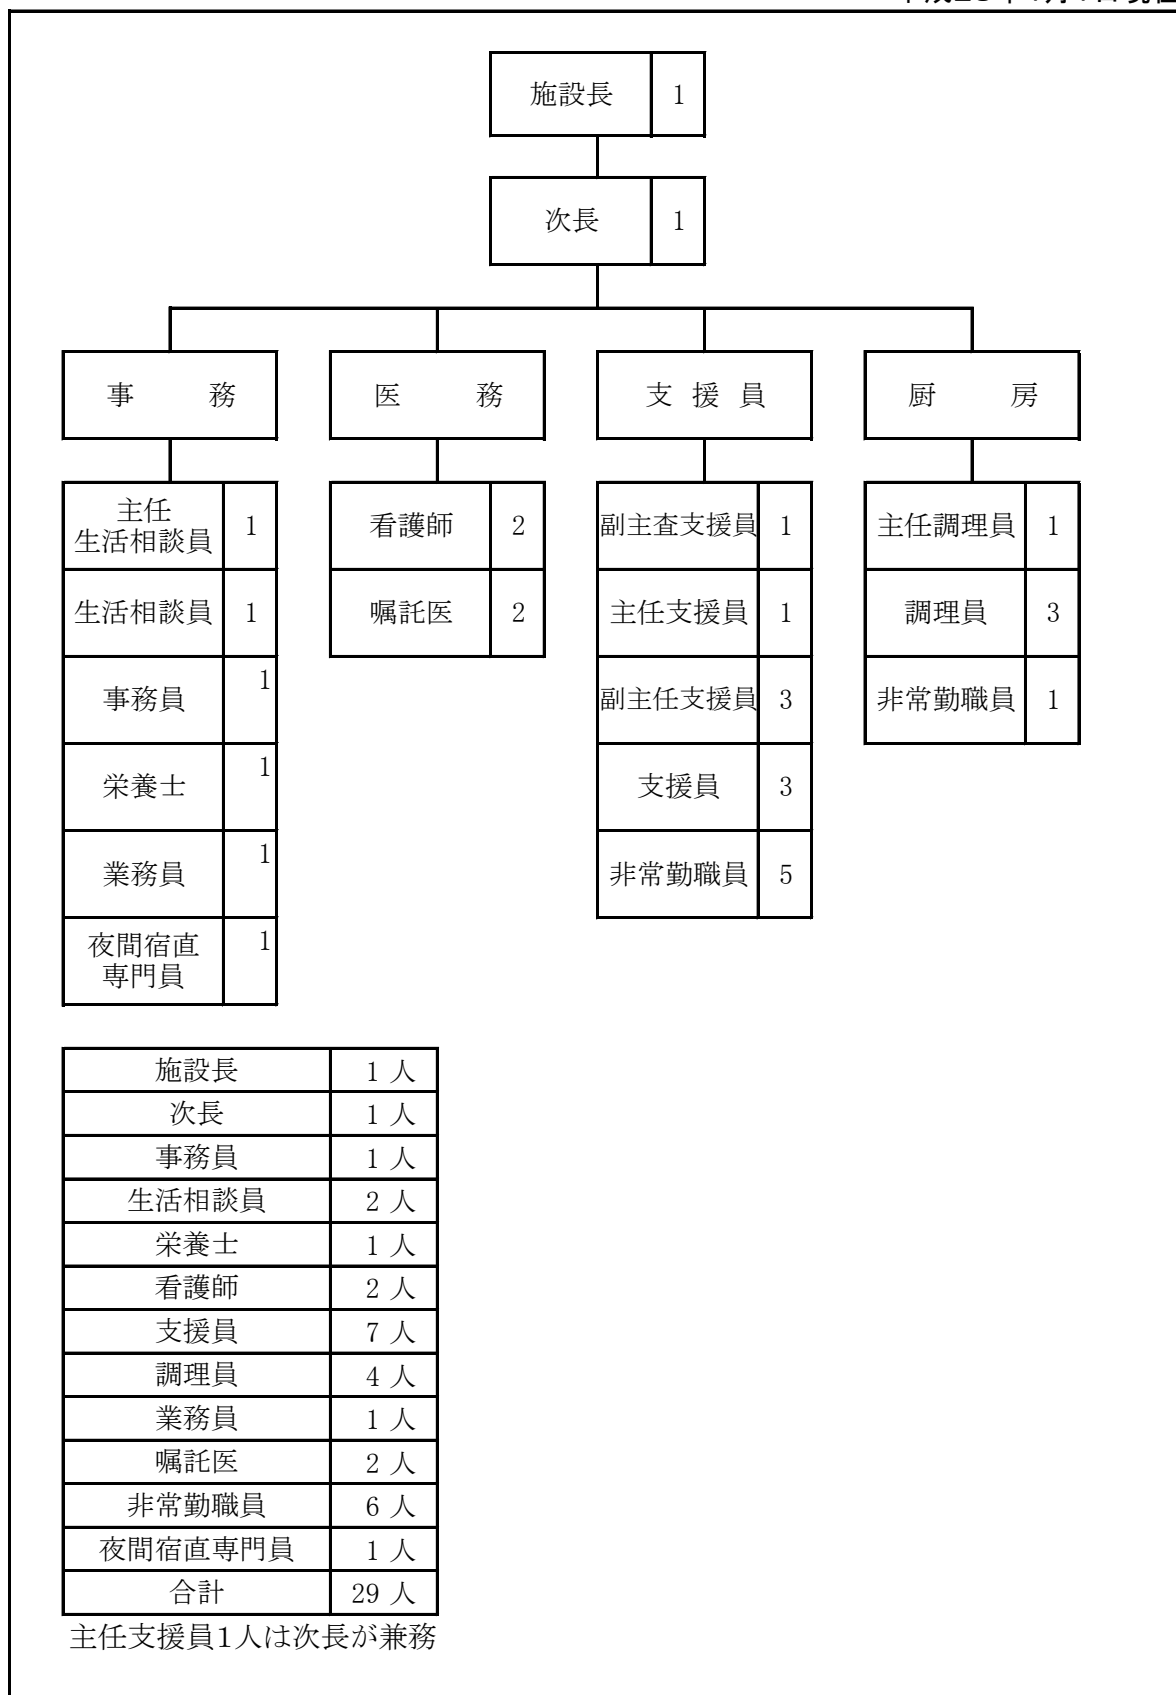 施設長 1
次長 1
事 務
医 務
支 援 員
厨 房
主任
生活相談員 1
生活相談員 1
事務員 1
栄養士 1
業務員 1
夜間宿直
専門員 1
看護師 2
嘱託医 2
副主査支援員 1
主任支援員 1
副主任支援員 3
支援員 3
非常勤職員 5
主任調理員 1
調理員 3
非常勤職員 1
施設長 1 人
次長 1 人
事務員 1 人
生活相談員 2 人
栄養士 1 人
看護師 2 人
支援員 7 人
調理員 4 人
業務員 1 人
嘱託医 2 人
非常勤職員 6 人
夜間宿直専門員 1 人
合計 29 人
主任支援員1人は次長が兼務